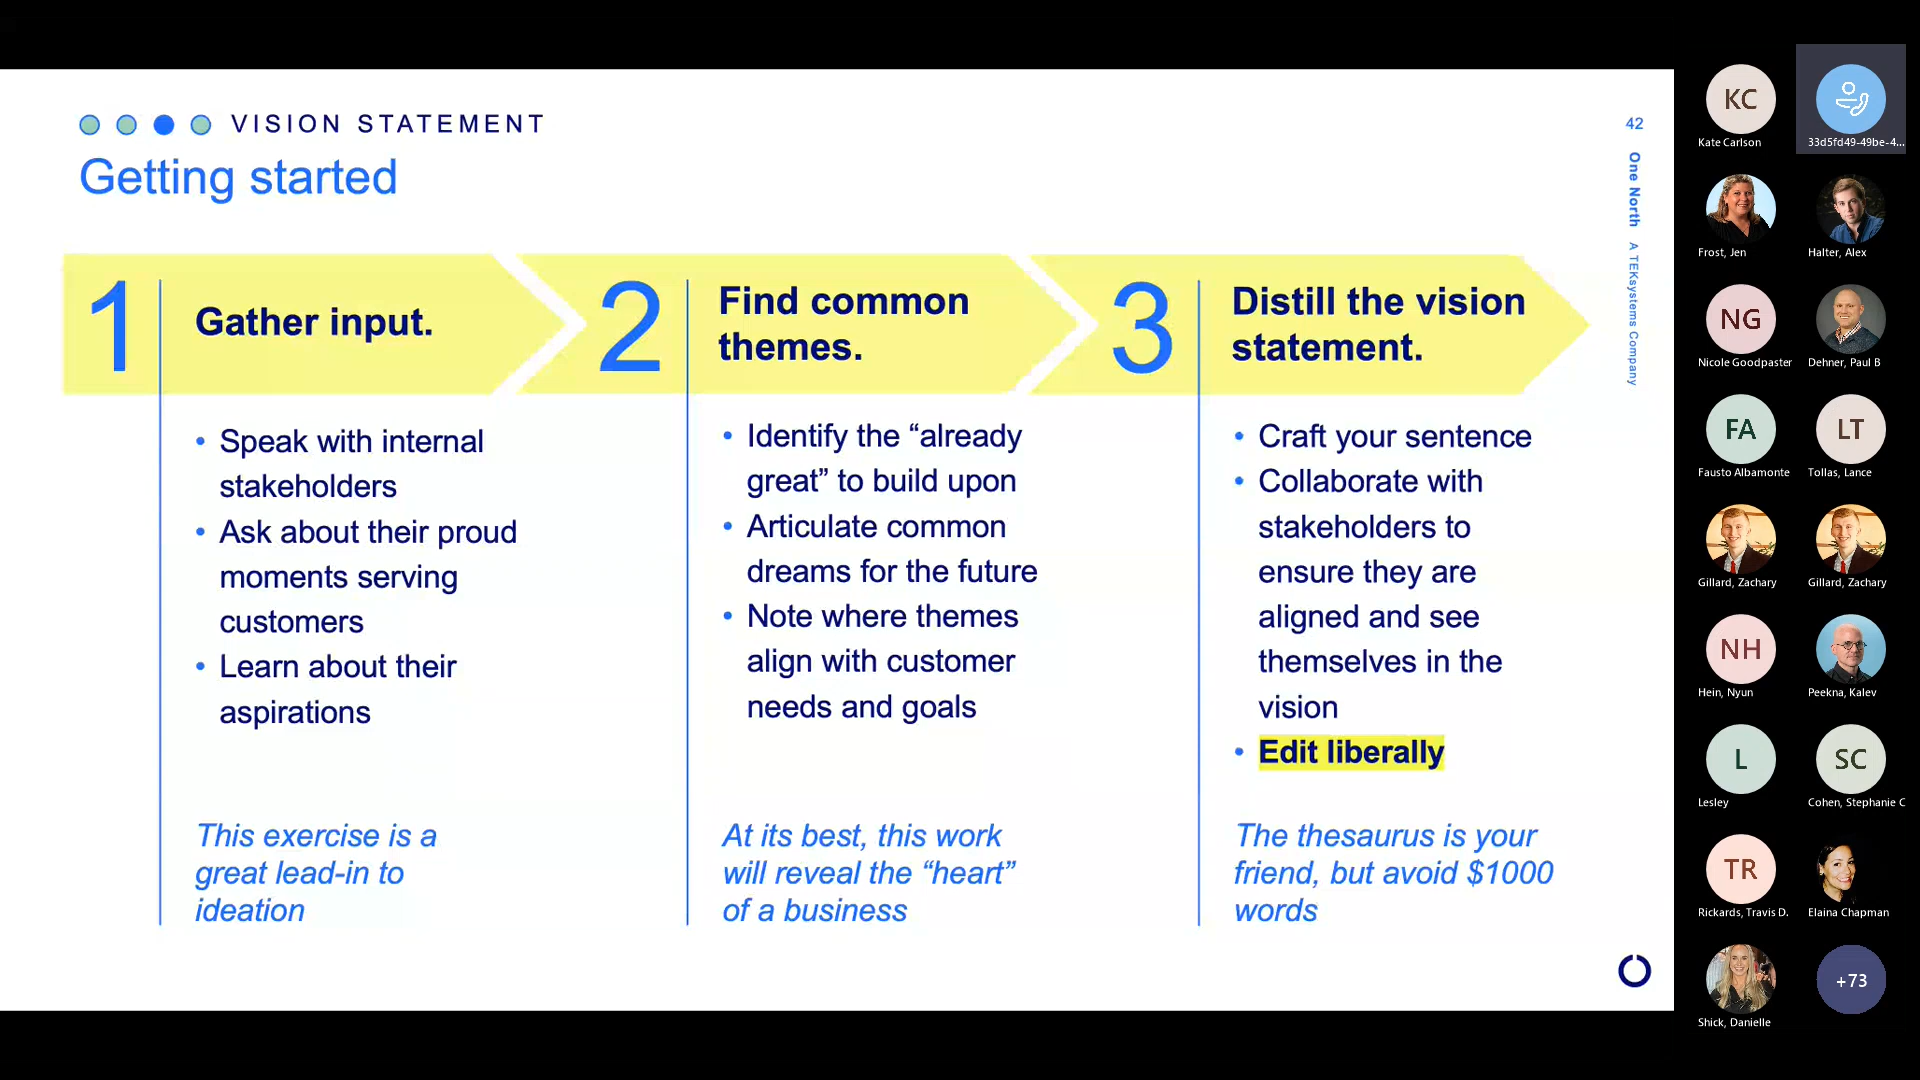 VISION STATEMENT
Getting started
42
One North A TEKsystems Company
1
Gather input.
• Speak with internal
stakeholders
• Ask about their proud
moments serving
customers
• Learn about their
aspirations
This exercise is a
great lead-in to
ideation
2
Find common
themes.
• Identify the “already
great” to build upon
• Articulate common
dreams for the future
• Note where themes
align with customer
needs and goals
At its best, this work
will reveal the “heart”
of a business
3
Distill the vision
statement.
• Craft your sentence
• Collaborate with
stakeholders to
ensure they are
aligned and see
themselves in the
vision
• Edit liberally
The thesaurus is your
friend, but avoid $1000
words
KC
Kate Carlson
33d5fd49-49be-4...
Frost, Jen
Halter, Alex
NG
Nicole Goodpaster
Dehner, Paul B
FA
Fausto Albamonte
LT
Tollas, Lance
Gillard, Zachary
Gillard, Zachary
NH
Hein, Nyun
Peekna, Kalev
L
Lesley
SC
Cohen, Stephanie C
TR
Rickards, Travis D.
Elaina Chapman
Shick, Danielle
+73